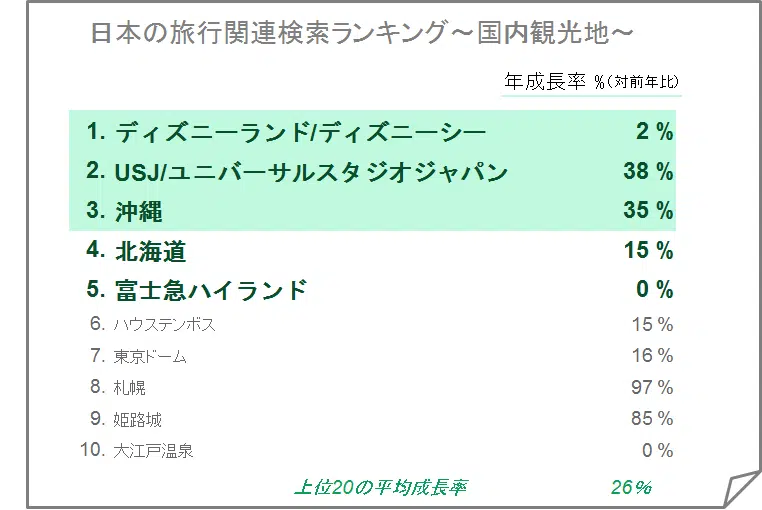 日本の旅行関連検索ランキング～国内観光地～
年成長率 %(対前年比)
1. ディズニーランド/ディズニーシー 2 %
2. USJ/ユニバーサルスタジオジャパン 38 %
3. 沖縄 35 %
4. 北海道 15 %
5. 富士急ハイランド 0 %
6. ハウステンボス 15 %
7. 東京ドーム 16 %
8. 札幌 97 %
9. 姫路城 85 %
10. 大江戸温泉 0 %
上位20の平均成長率 26%